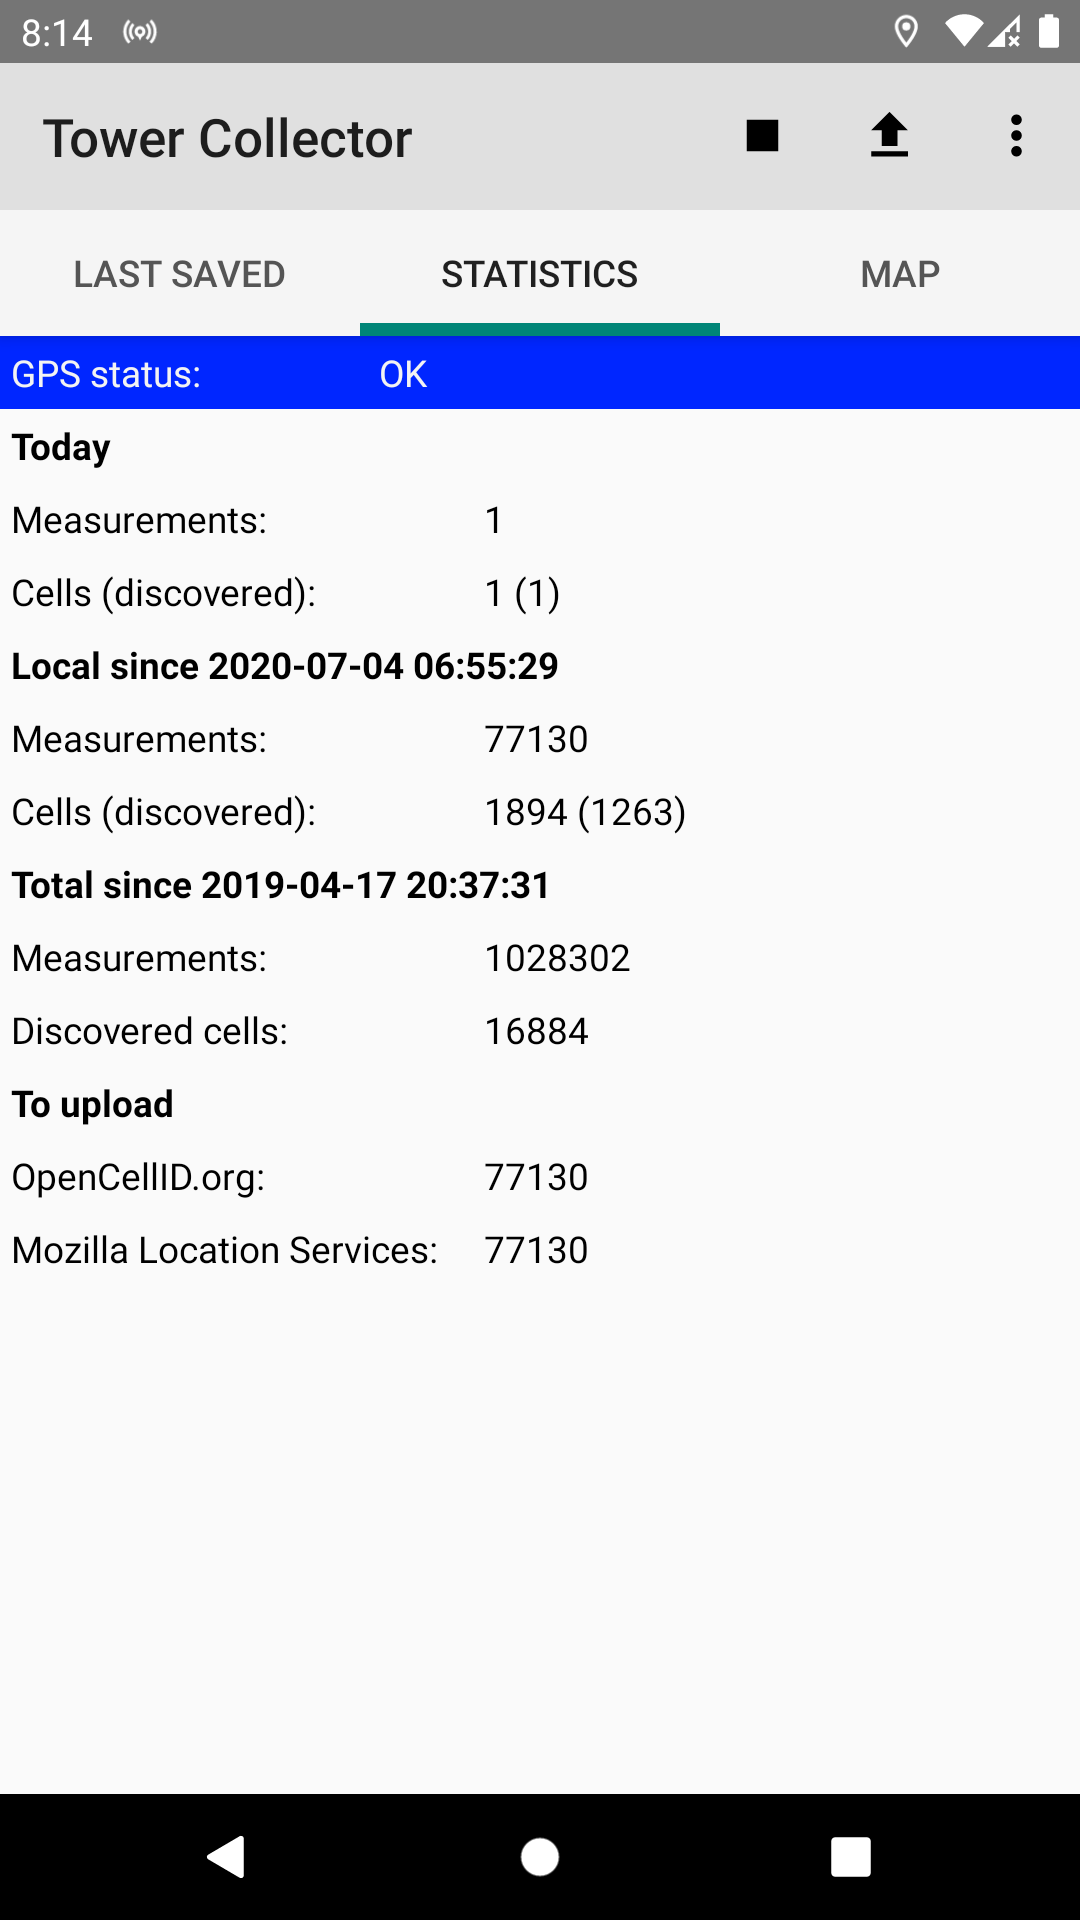 8:14
Tower Collector
LAST SAVED STATISTICS MAP
GPS status: OK
Today
Measurements: 1
Cells (discovered): 1 (1)
Local since 2020-07-04 06:55:29
Measurements: 77130
Cells (discovered): 1894 (1263)
Total since 2019-04-17 20:37:31
Measurements: 1028302
Discovered cells: 16884
To upload
OpenCellID.org: 77130
Mozilla Location Services: 77130